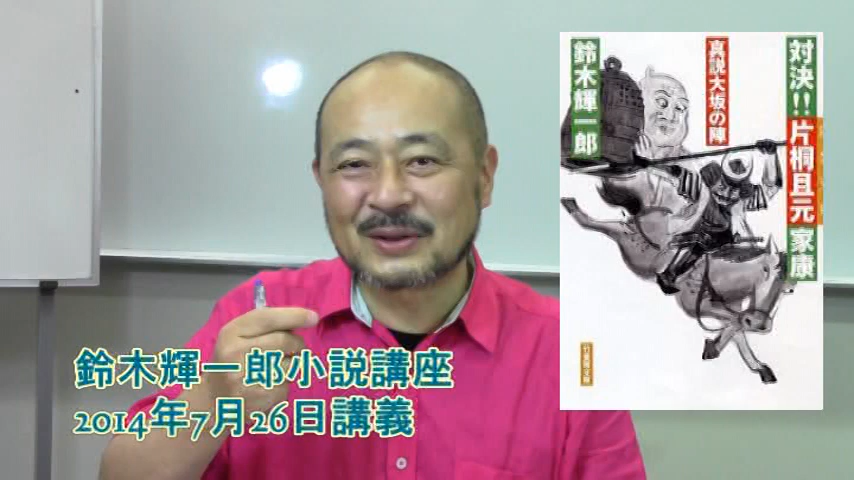 対決!!片桐且元 家康
真説大坂の陣
鈴木輝一郎
鈴木輝一郎小説講座
2014年7月26日講義